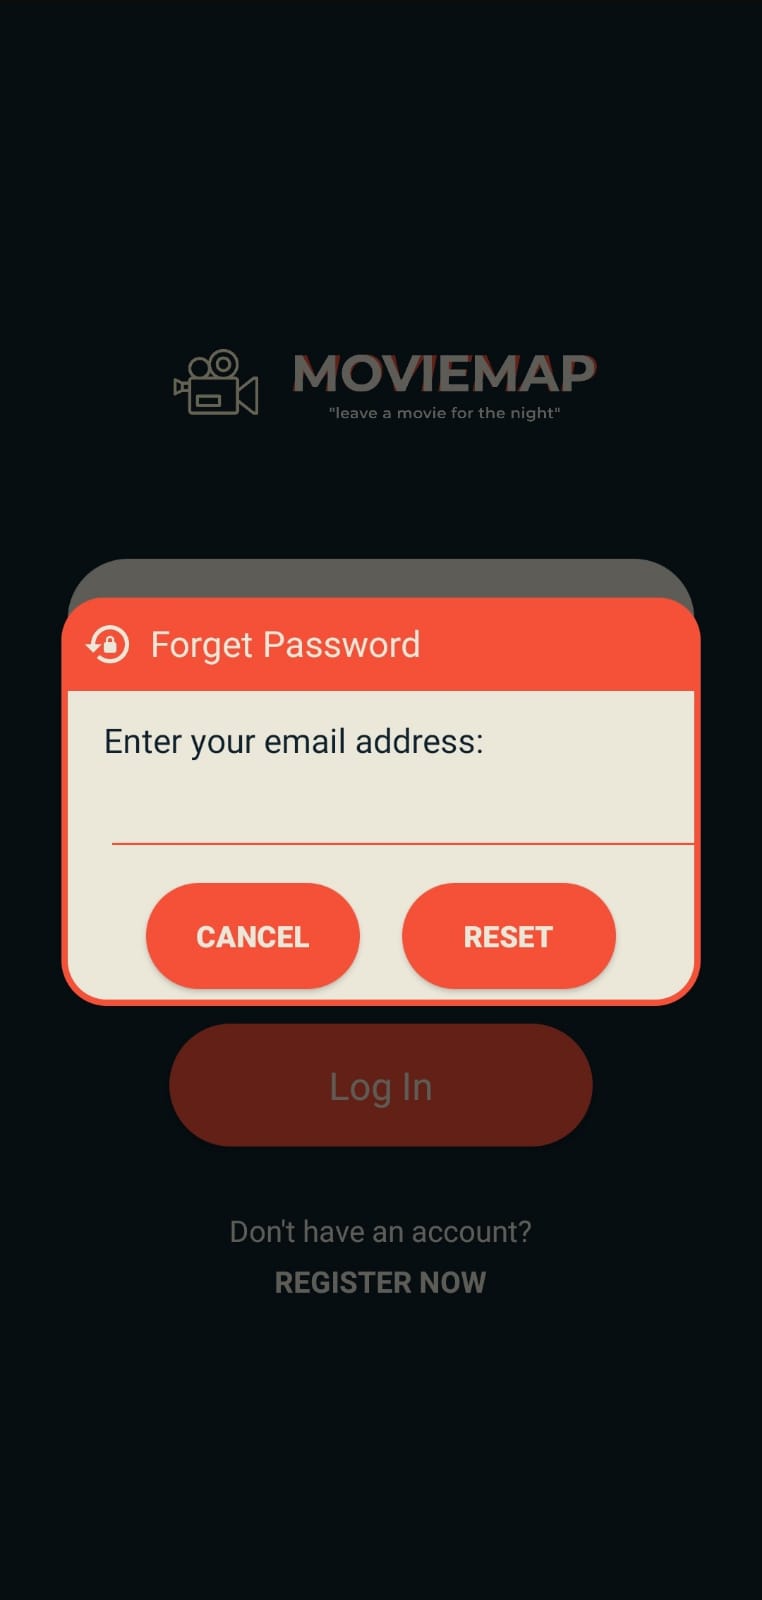 MOVIEMAP
"leave a movie for the night"
Forget Password
Enter your email address:
CANCEL RESET
Log In
Don't have an account?
REGISTER NOW